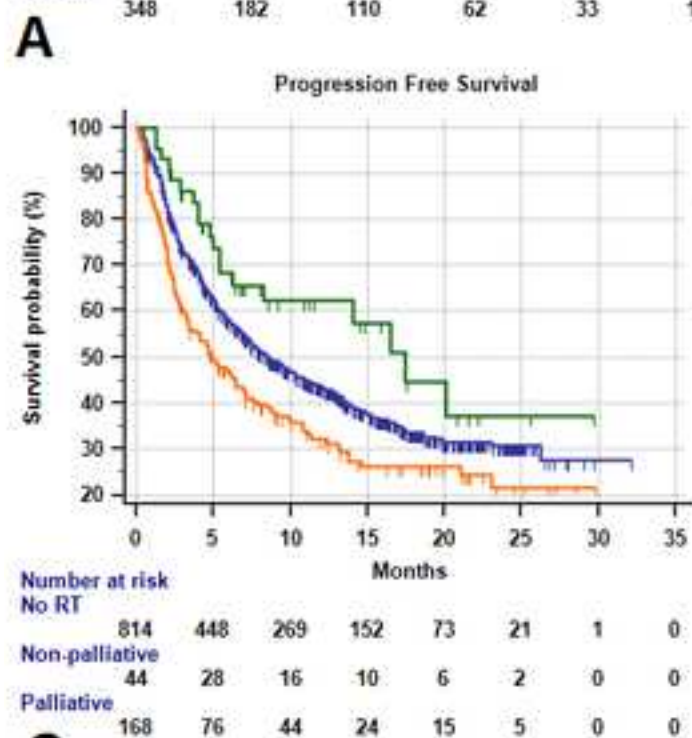 348 182 110 62 33
A
Progression Free Survival
Survival probability (%)
100
90
80
70
60
50
40
30
20
0 5 10 15 20 25 30 35
Months
Number at risk
No RT
814 448 269 152 73 21 1 0
Non-palliative
44 28 16 10 6 2 0 0
Palliative
168 76 44 24 15 5 0 0